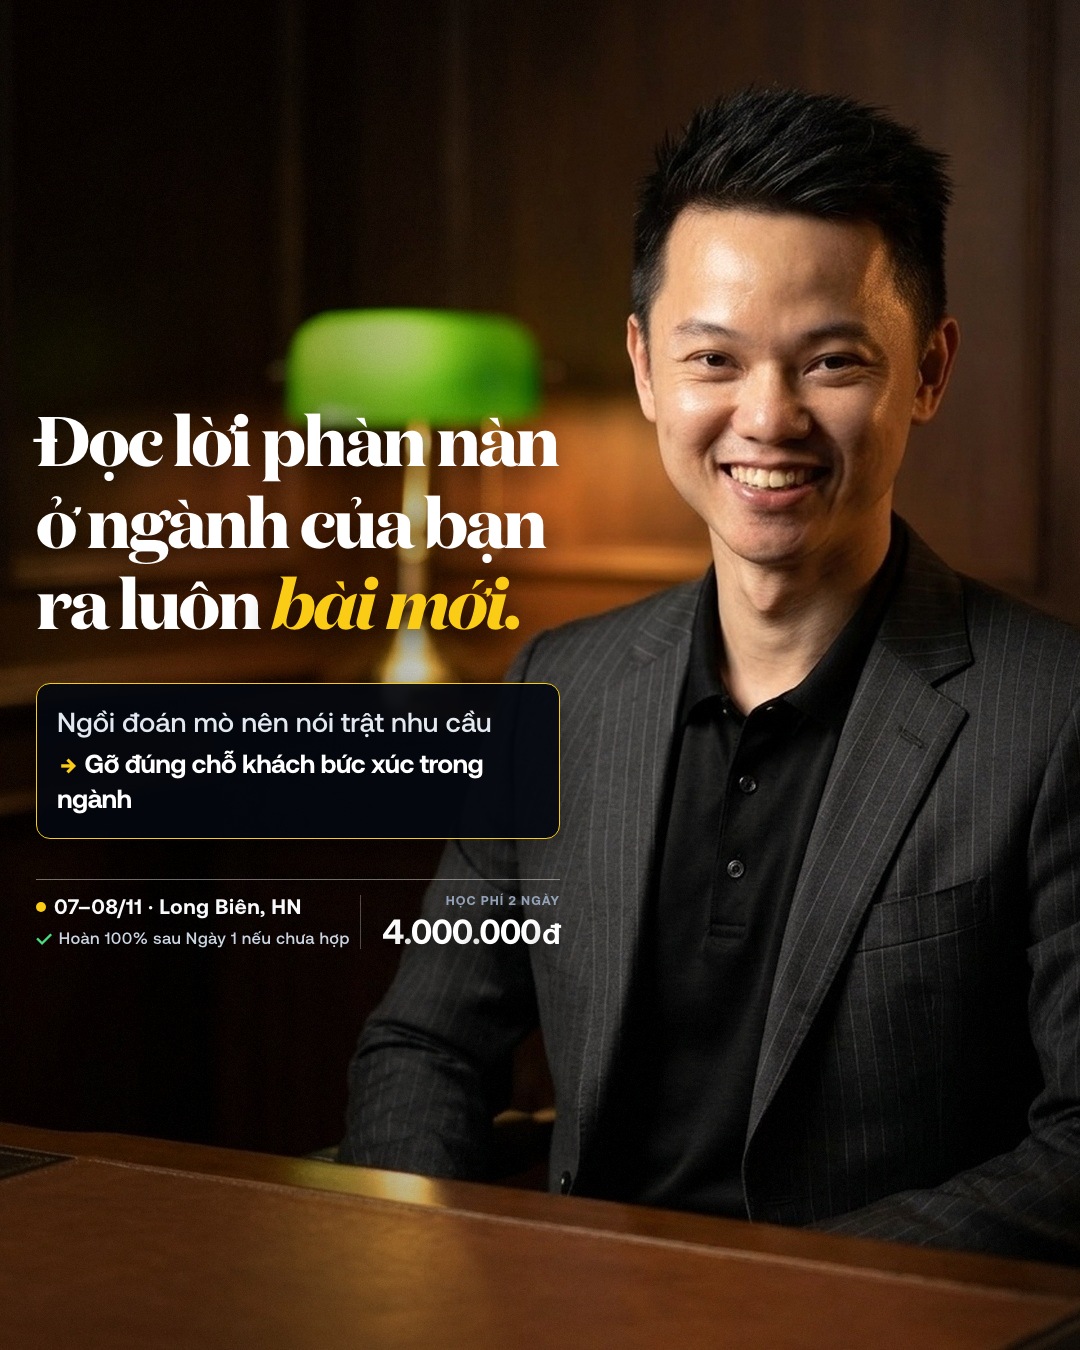 Đọc lời phàn nàn
ở ngành của bạn
ra luôn bài mới.
Ngồi đoán mò nên nói trật nhu cầu
→ Gỡ đúng chỗ khách bức xúc trong
ngành
07–08/11 · Long Biên, HN
✓ Hoàn 100% sau Ngày 1 nếu chưa hợp
HỌC PHÍ 2 NGÀY
4.000.000đ